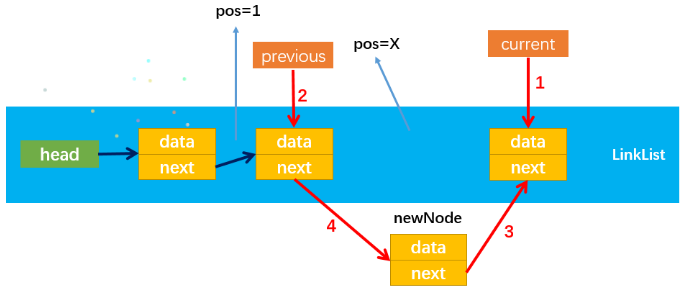 pos=1
previous
pos=X
current
2
1
data
next
data
next
data
next
head
LinkList
newNode
4
3
data
next